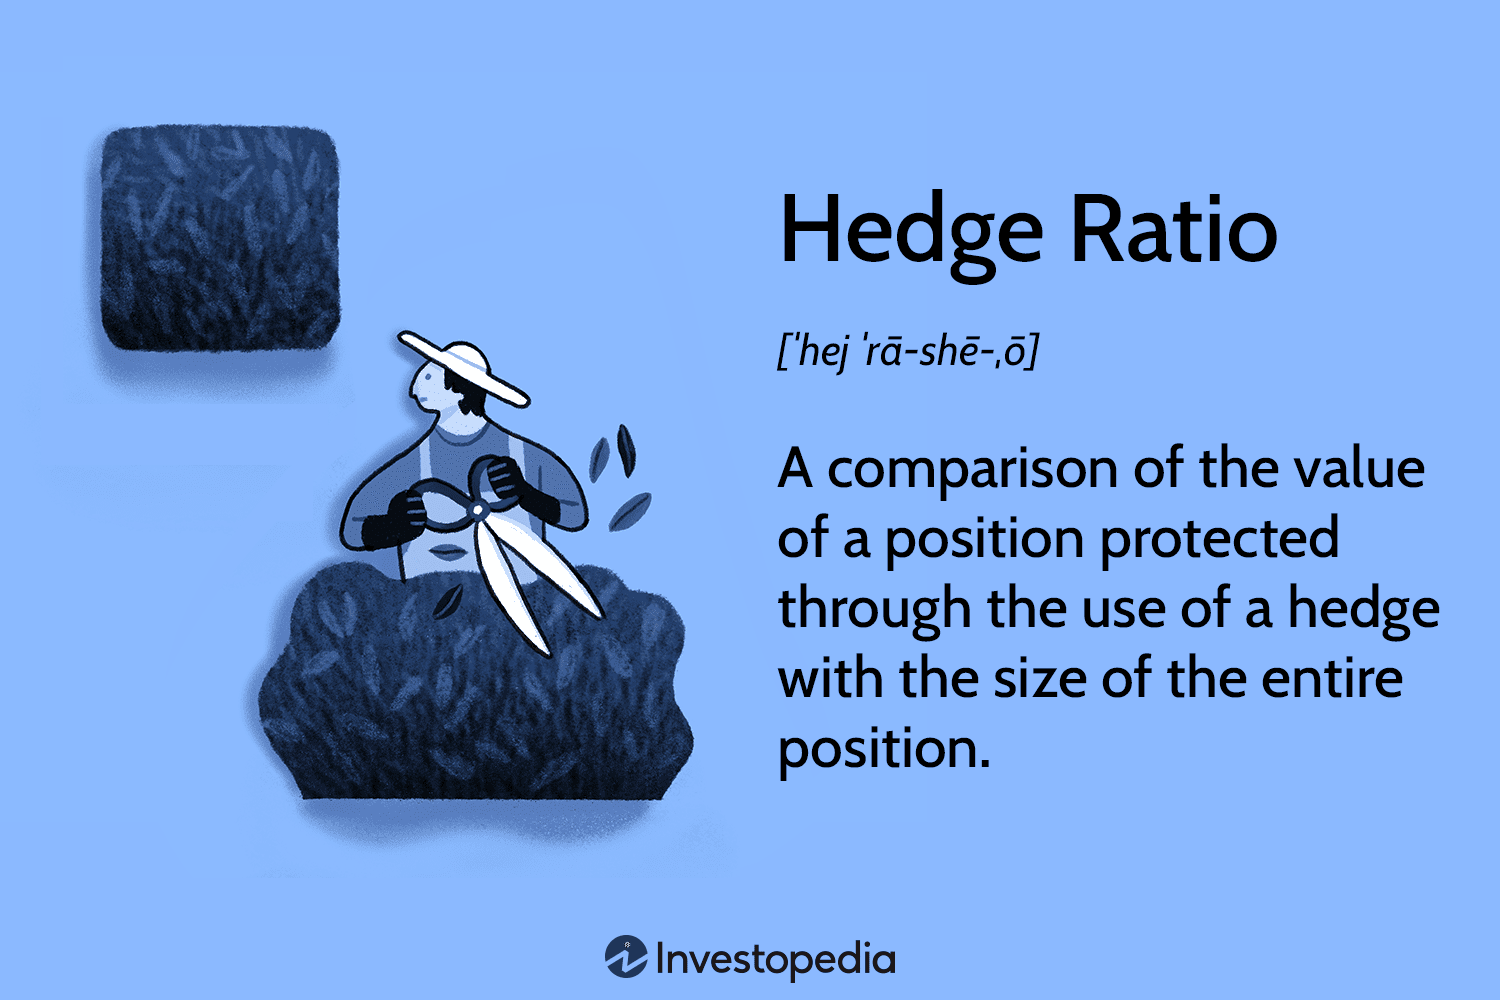 Hedge Ratio
[ˈhej ˈrā-shē-ˌō]
A comparison of the value
of a position protected
through the use of a hedge
with the size of the entire
position.
Investopedia